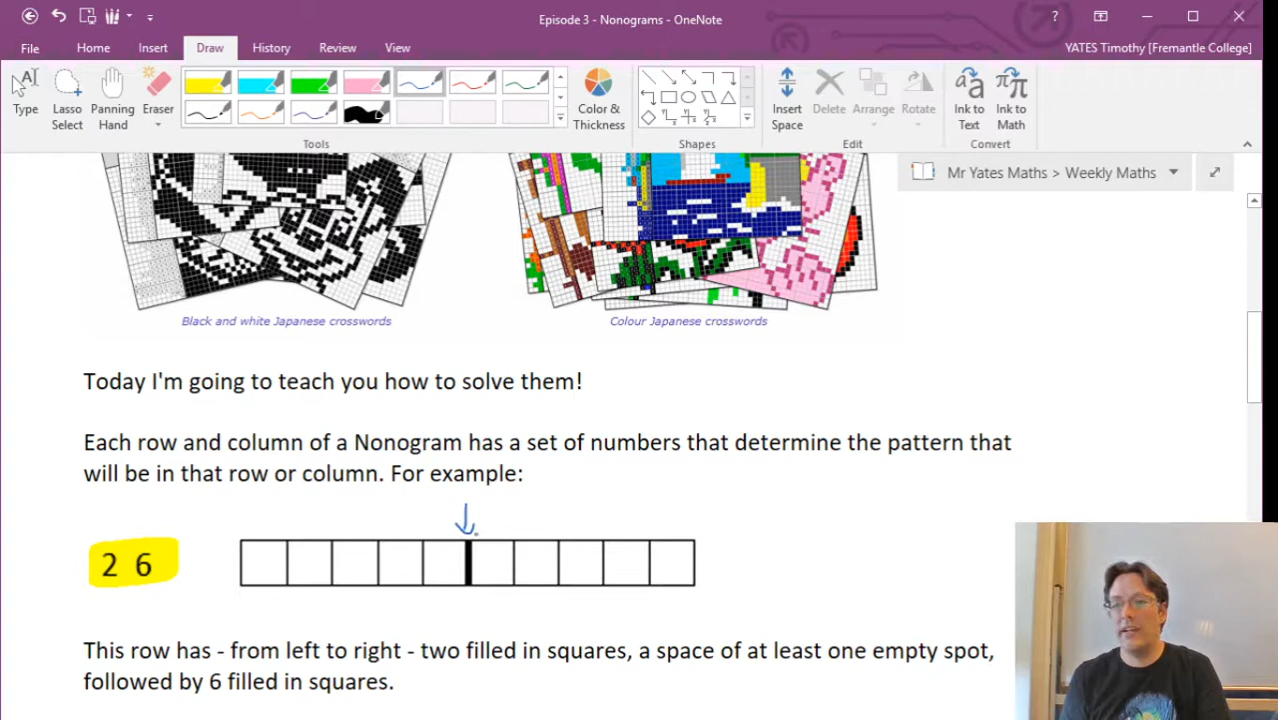 Episode 3 - Nonograms - OneNote
?
File Home Insert Draw History Review View YATES Timothy [Fremantle College]
Type
Lasso Select
Panning Hand
Eraser
Color & Thickness
Insert Space
Delete
Arrange
Rotate
Ink to Text
Ink to Math
Tools Shapes Edit Convert
Mr Yates Maths > Weekly Maths
Black and white Japanese crosswords Colour Japanese crosswords
Today I'm going to teach you how to solve them!
Each row and column of a Nonogram has a set of numbers that determine the pattern that
will be in that row or column. For example:
2 6
This row has - from left to right - two filled in squares, a space of at least one empty spot,
followed by 6 filled in squares.